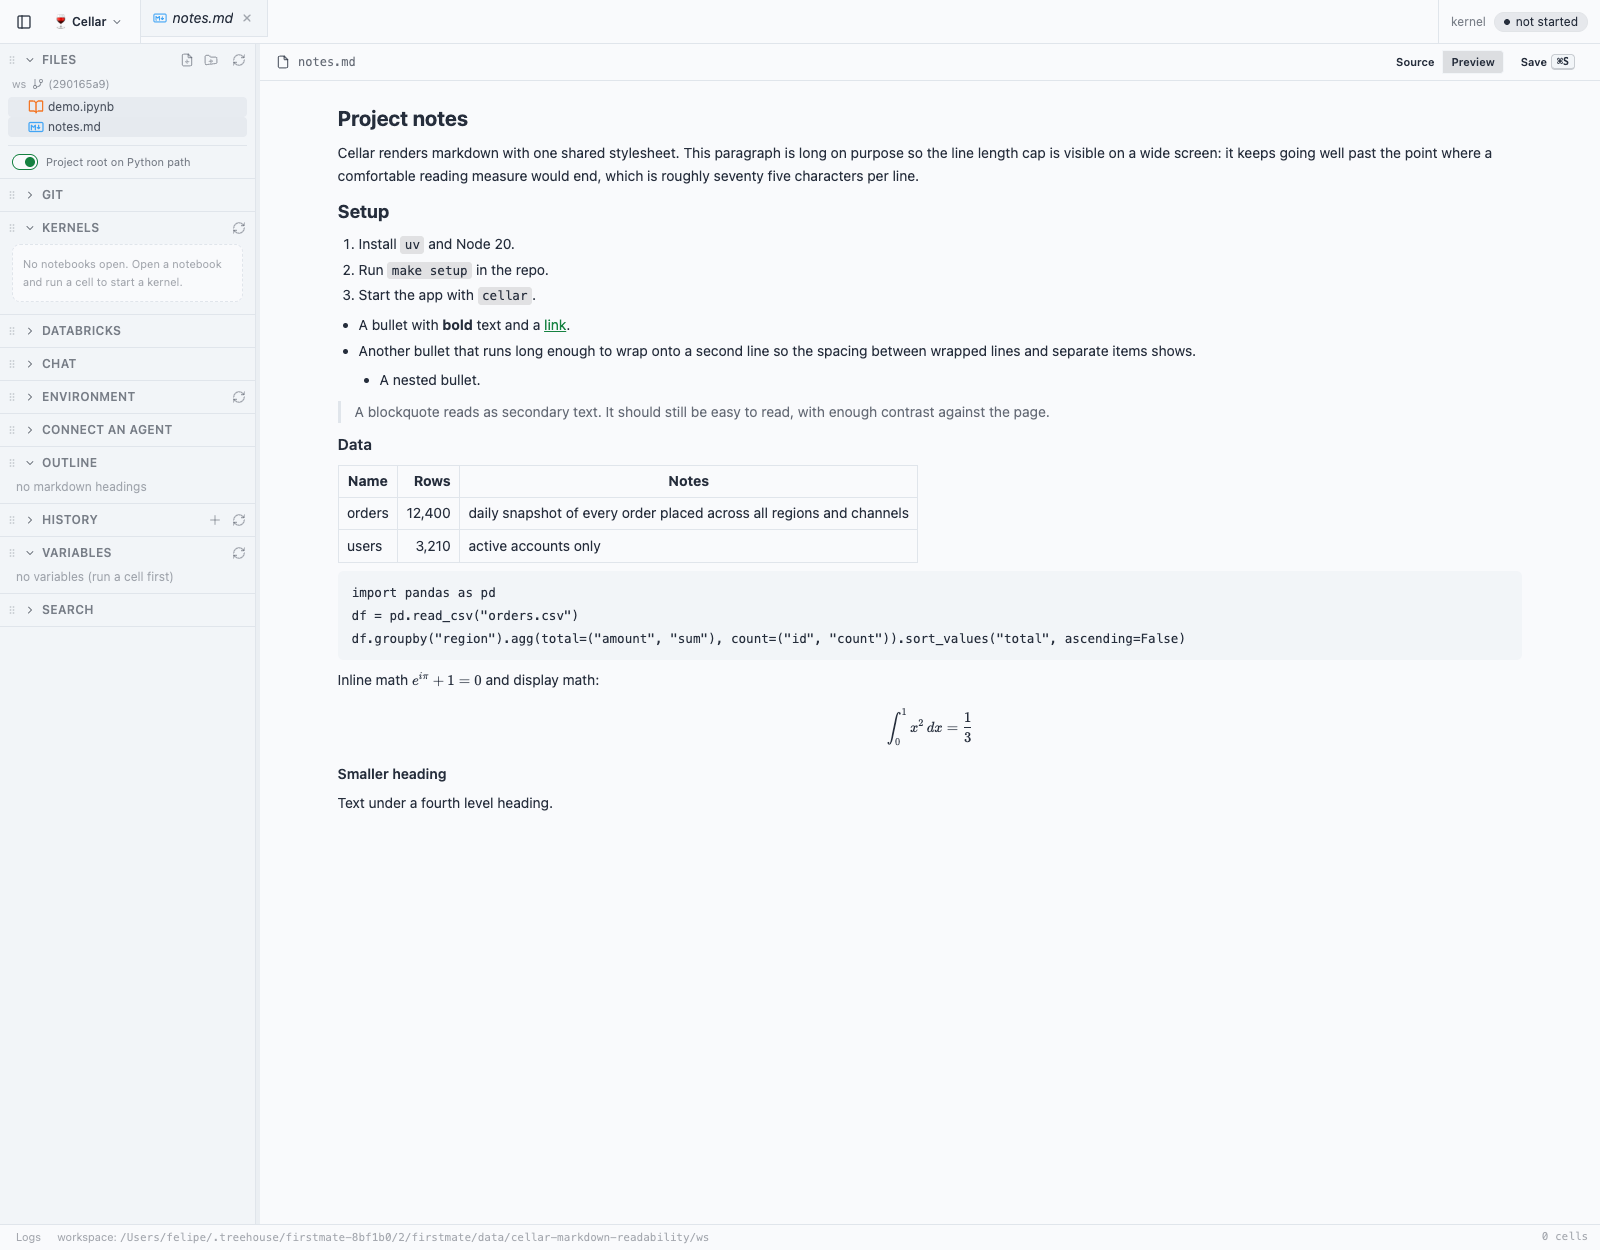 Cellar
notes.md
kernel
not started
FILES
ws (290165a9)
demo.ipynb
notes.md
Project root on Python path
GIT
KERNELS
No notebooks open. Open a notebook
and run a cell to start a kernel.
DATABRICKS
CHAT
ENVIRONMENT
CONNECT AN AGENT
OUTLINE
no markdown headings
HISTORY
VARIABLES
no variables (run a cell first)
SEARCH
notes.md
Source Preview Save ⌘S
Project notes
Cellar renders markdown with one shared stylesheet. This paragraph is long on purpose so the line length cap is visible on a wide screen: it keeps going well past the point where a
comfortable reading measure would end, which is roughly seventy five characters per line.
Setup
1. Install uv and Node 20.
2. Run make setup in the repo.
3. Start the app with cellar.
• A bullet with bold text and a link.
• Another bullet that runs long enough to wrap onto a second line so the spacing between wrapped lines and separate items shows.
• A nested bullet.
A blockquote reads as secondary text. It should still be easy to read, with enough contrast against the page.
Data
Name Rows Notes
orders 12,400 daily snapshot of every order placed across all regions and channels
users 3,210 active accounts only
import pandas as pd
df = pd.read_csv("orders.csv")
df.groupby("region").agg(total=("amount", "sum"), count=("id", "count")).sort_values("total", ascending=False)
Inline math e^{iπ} + 1 = 0 and display math:
∫₀¹ x² dx = 1/3
Smaller heading
Text under a fourth level heading.
Logs workspace: /Users/felipe/.treehouse/firstmate-8bf1b0/2/firstmate/data/cellar-markdown-readability/ws
0 cells